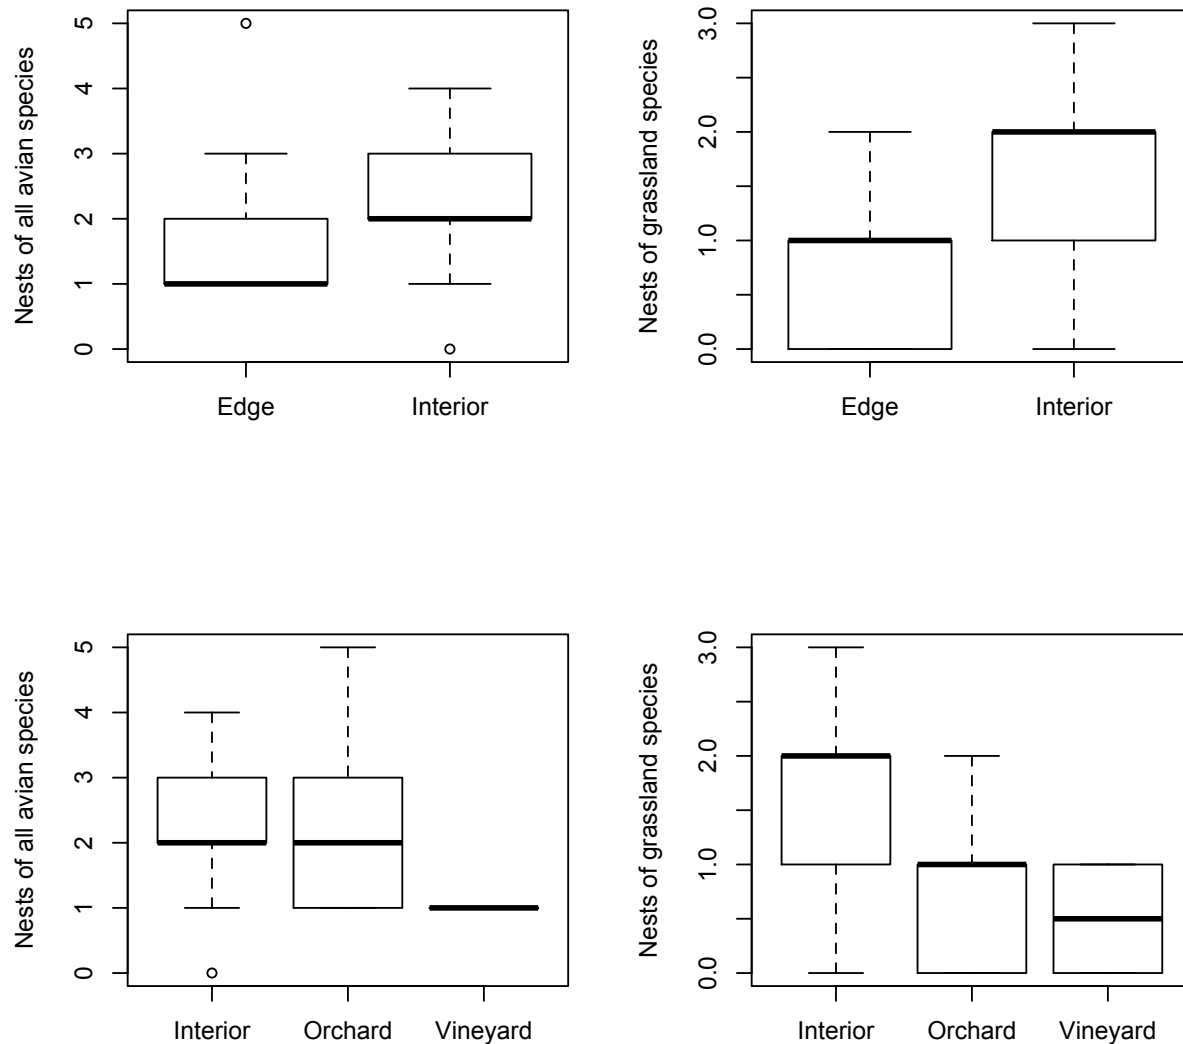 Nests of all avian species
5
4
3
2
1
0
Edge Interior
Nests of grassland species
3.0
2.0
1.0
0.0
Edge Interior
Nests of all avian species
5
4
3
2
1
0
Interior Orchard Vineyard
Nests of grassland species
3.0
2.0
1.0
0.0
Interior Orchard Vineyard